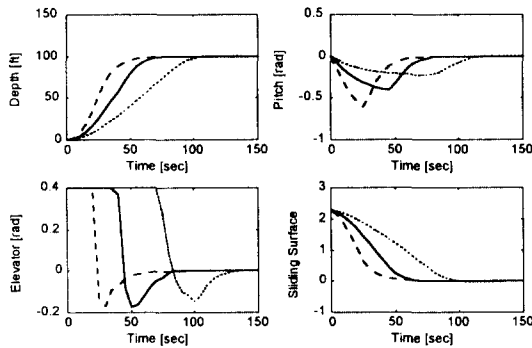 150
100
50
0
Depth [ft]
0 50 100 150
Time [sec]
0.5
0
-0.5
-1
Pitch [rad]
0 50 100 150
Time [sec]
0.4
0.2
0
-0.2
Elevator [rad]
0 50 100 150
Time [sec]
3
2
1
0
-1
Sliding Surface
0 50 100 150
Time [sec]